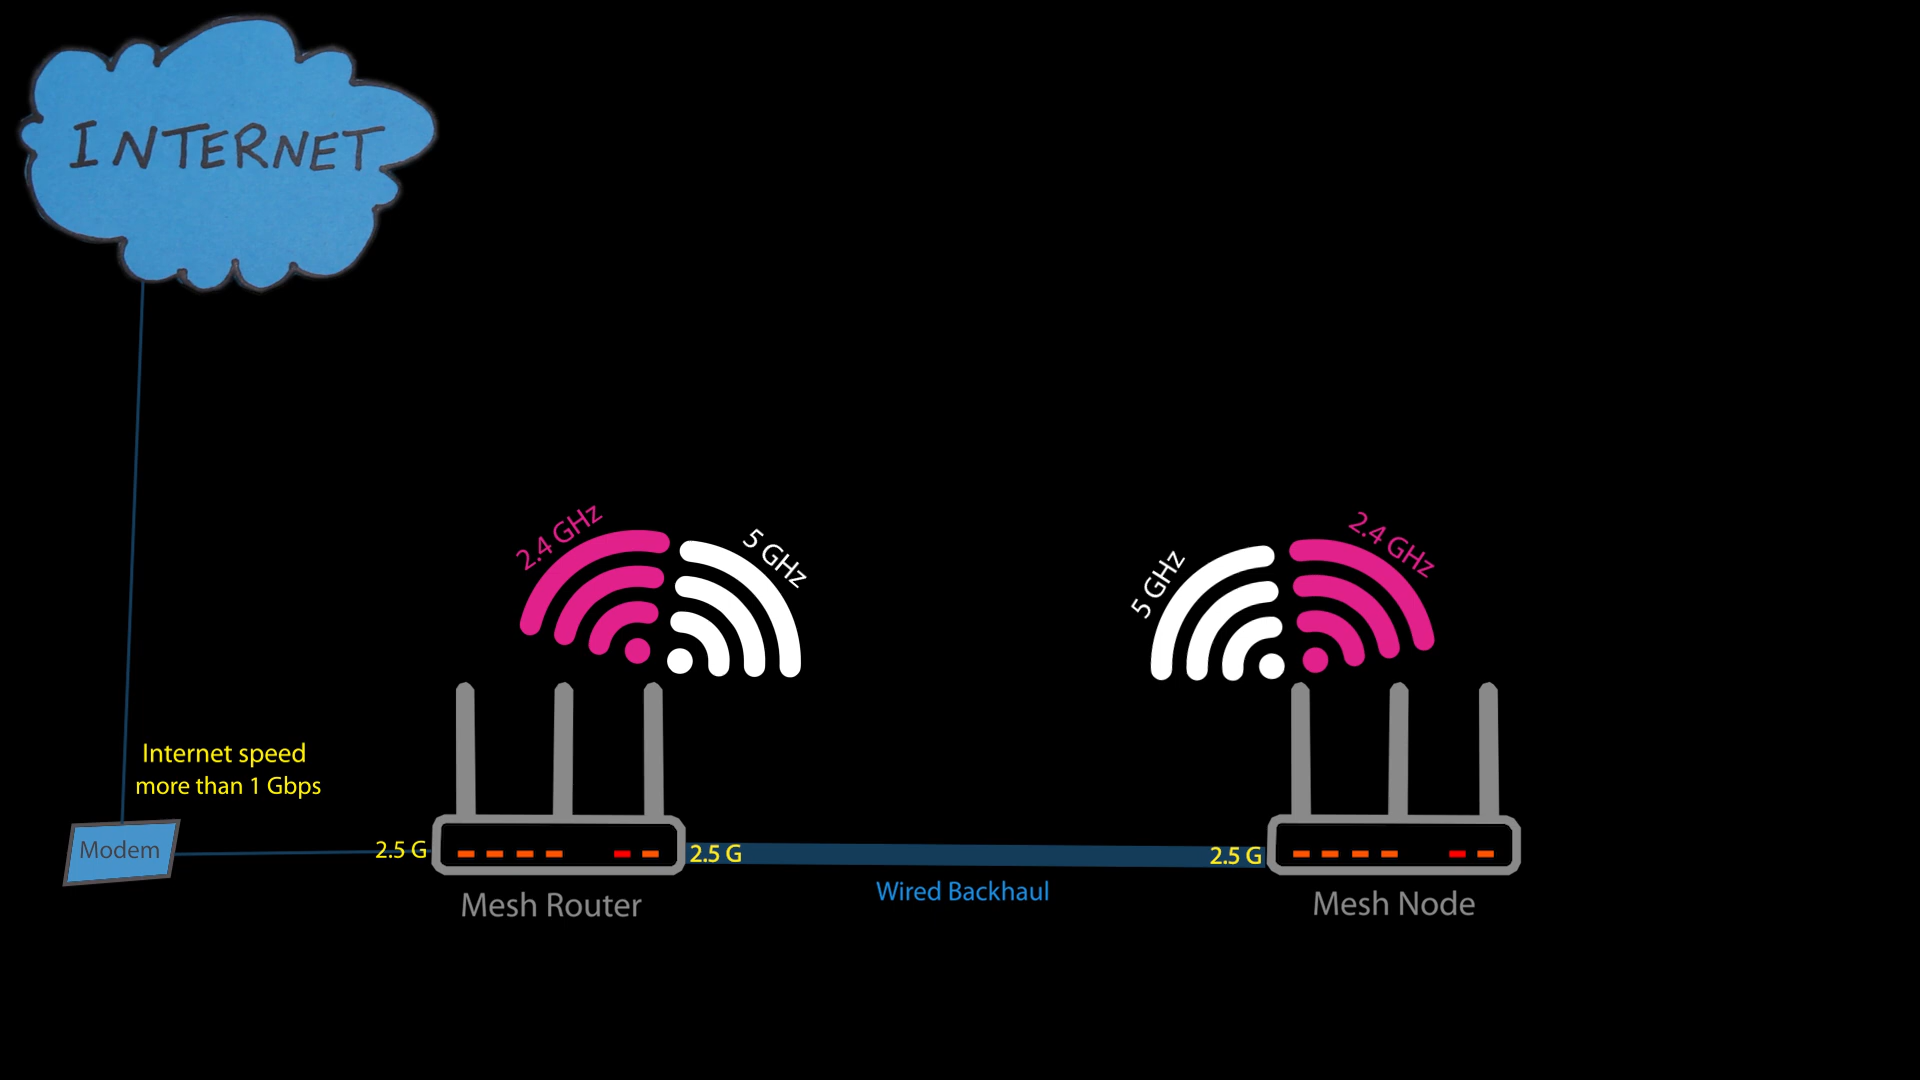 INTERNET
2.4 GHz
5 GHz
5 GHz
2.4 GHz
Internet speed
more than 1 Gbps
Modem
2.5 G
2.5 G
2.5 G
Wired Backhaul
Mesh Router
Mesh Node